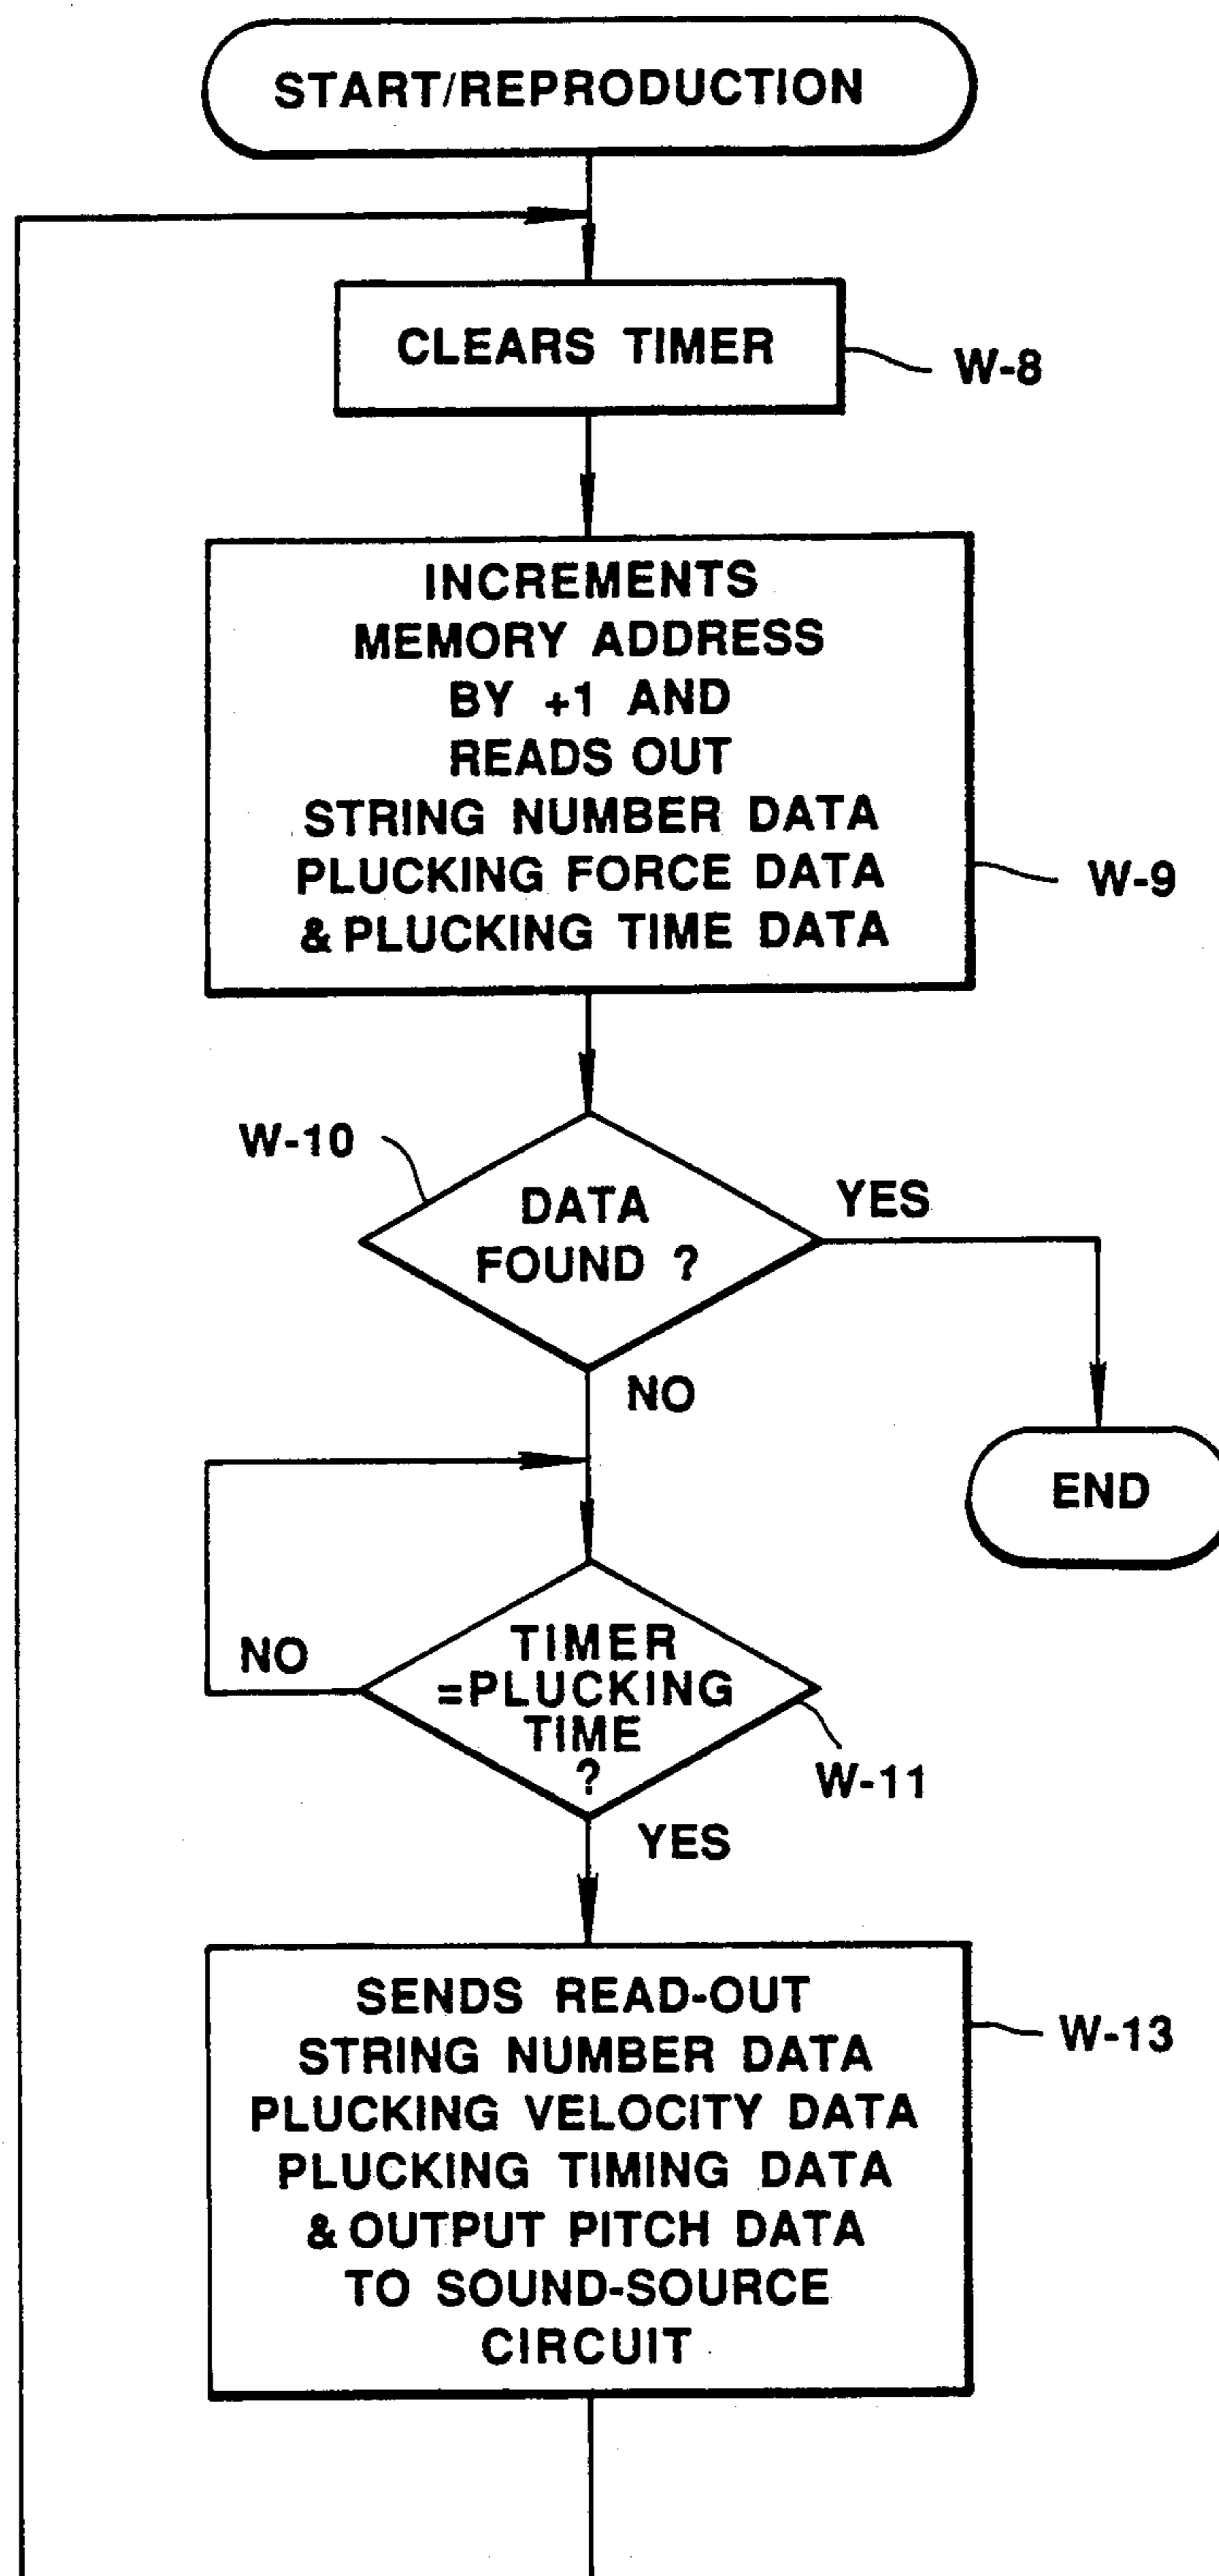 START/REPRODUCTION
CLEARS TIMER
W-8
INCREMENTS
MEMORY ADDRESS
BY +1 AND
READS OUT
STRING NUMBER DATA
PLUCKING FORCE DATA
& PLUCKING TIME DATA
W-9
W-10
DATA
FOUND ?
YES
NO
END
TIMER
=PLUCKING
TIME
?
NO
W-11
YES
SENDS READ-OUT
STRING NUMBER DATA
PLUCKING VELOCITY DATA
PLUCKING TIMING DATA
& OUTPUT PITCH DATA
TO SOUND-SOURCE
CIRCUIT
W-13